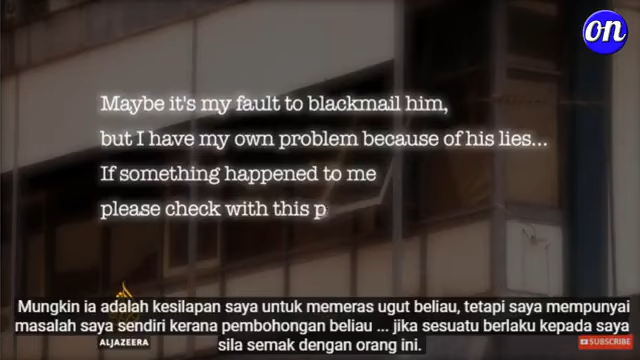 on
Maybe it's my fault to blackmail him,
but I have my own problem because of his lies...
If something happened to me
please check with this p
Mungkin ia adalah kesilapan saya untuk memeras ugut beliau, tetapi saya mempunyai
masalah saya sendiri kerana pembohongan beliau ... jika sesuatu berlaku kepada saya
sila semak dengan orang ini.
ALJAZEERA
SUBSCRIBE